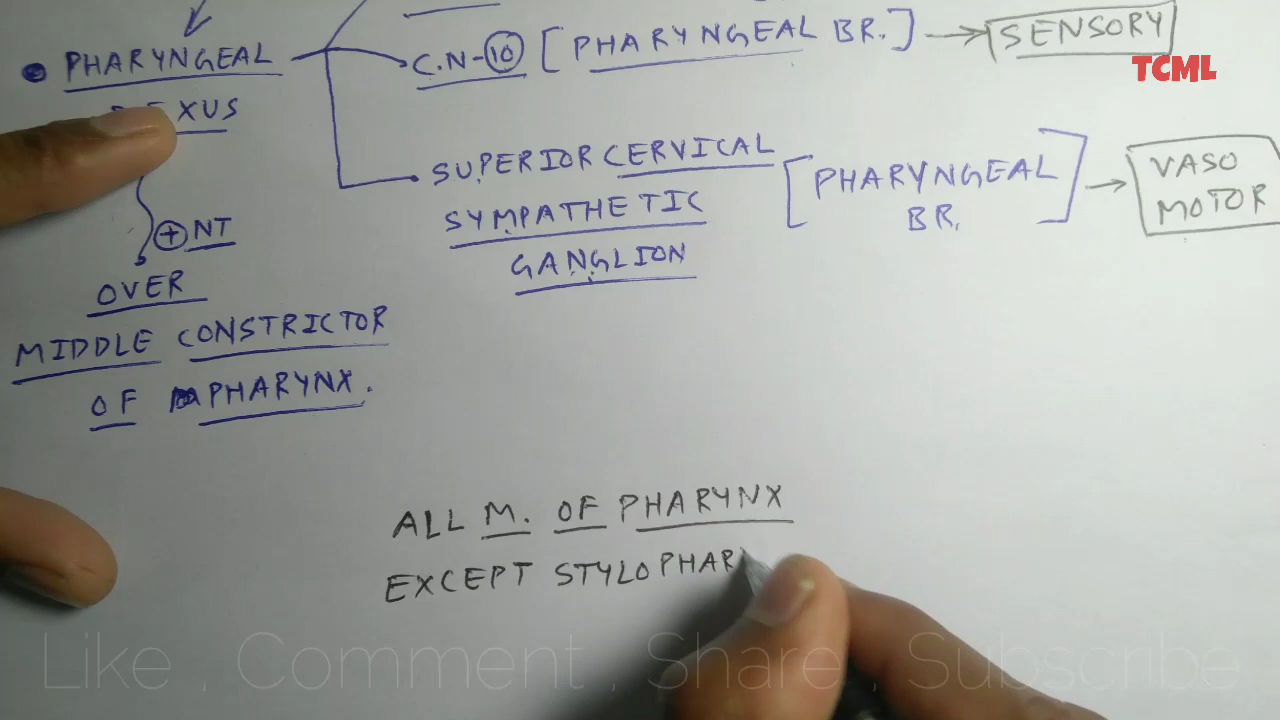 • PHARYNGEAL
XUS
C.N-10 [PHARYNGEAL BR.] → SENSORY
TCML
SUPERIOR CERVICAL
SYMPATHETIC
GANGLION
[PHARYNGEAL
BR.] → VASO
MOTOR
⊕NT
OVER
MIDDLE CONSTRICTOR
OF PHARYNX.
ALL M. OF PHARYNX
EXCEPT STYLOPHAR
Like , Comment , Share , Subscribe